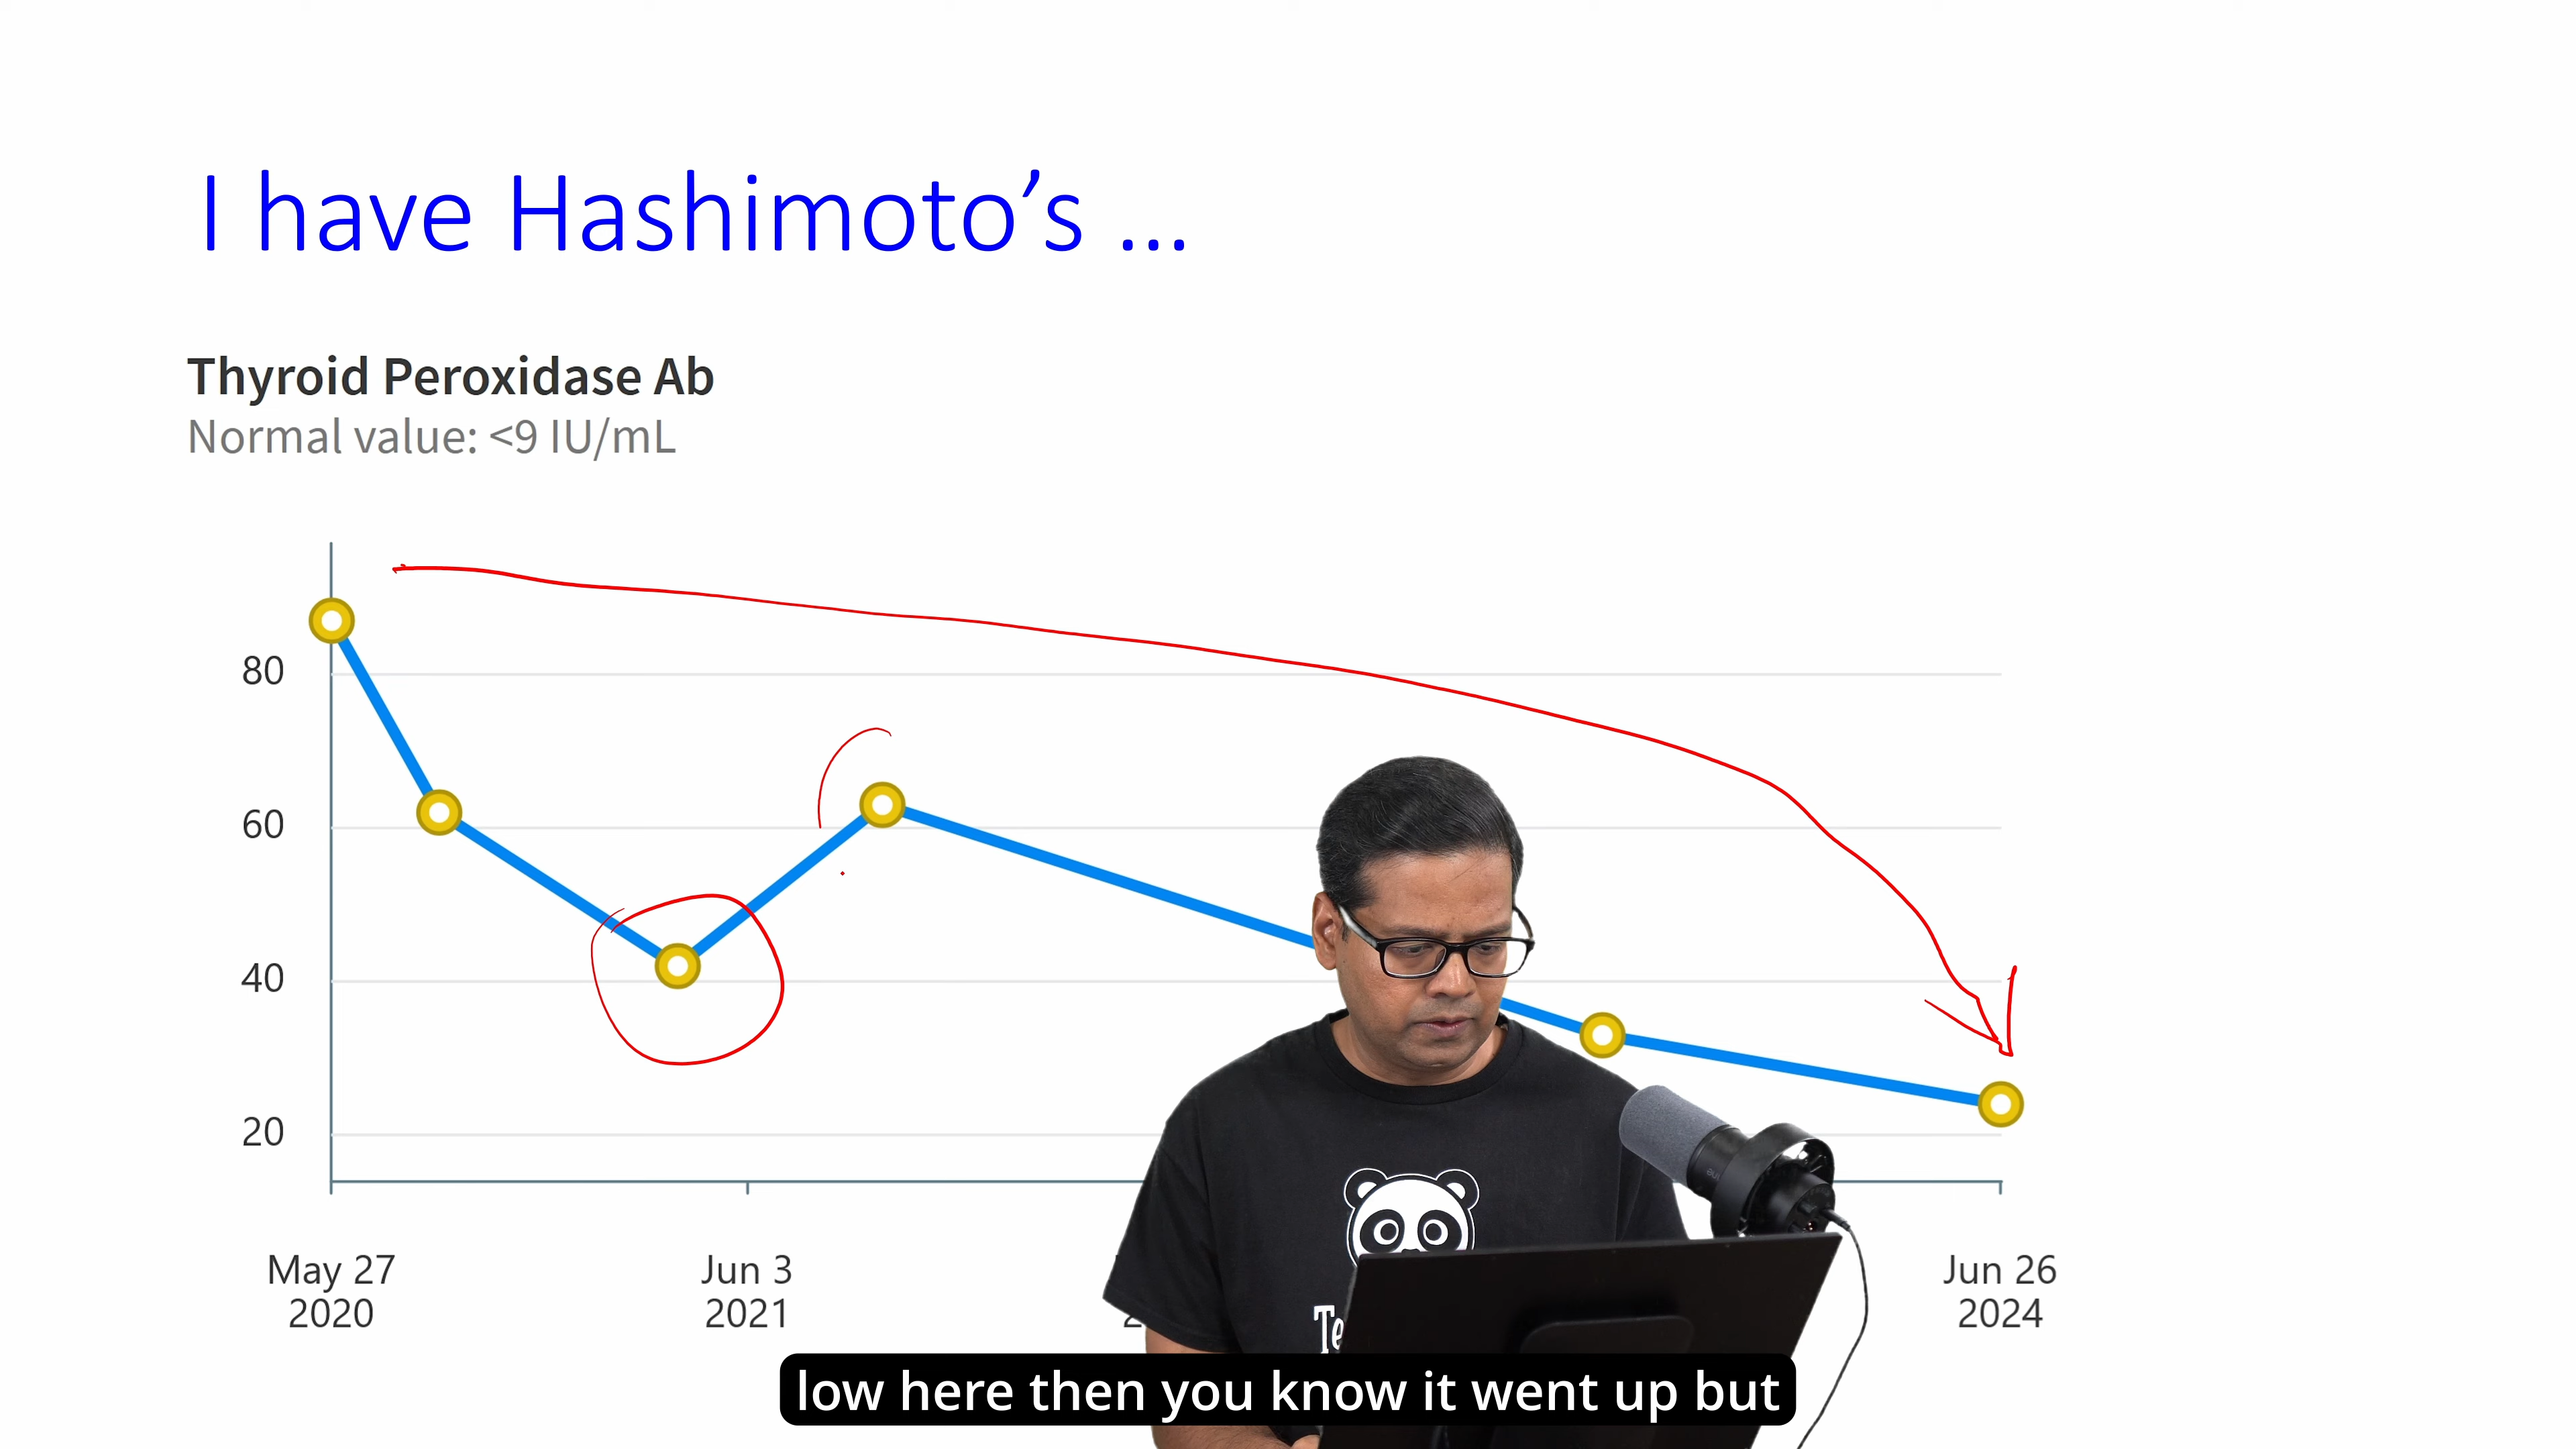 I have Hashimoto’s ...
Thyroid Peroxidase Ab
Normal value: <9 IU/mL
80
60
40
20
May 27
2020
Jun 3
2021
Jun 26
2024
Te
low here then you know it went up but